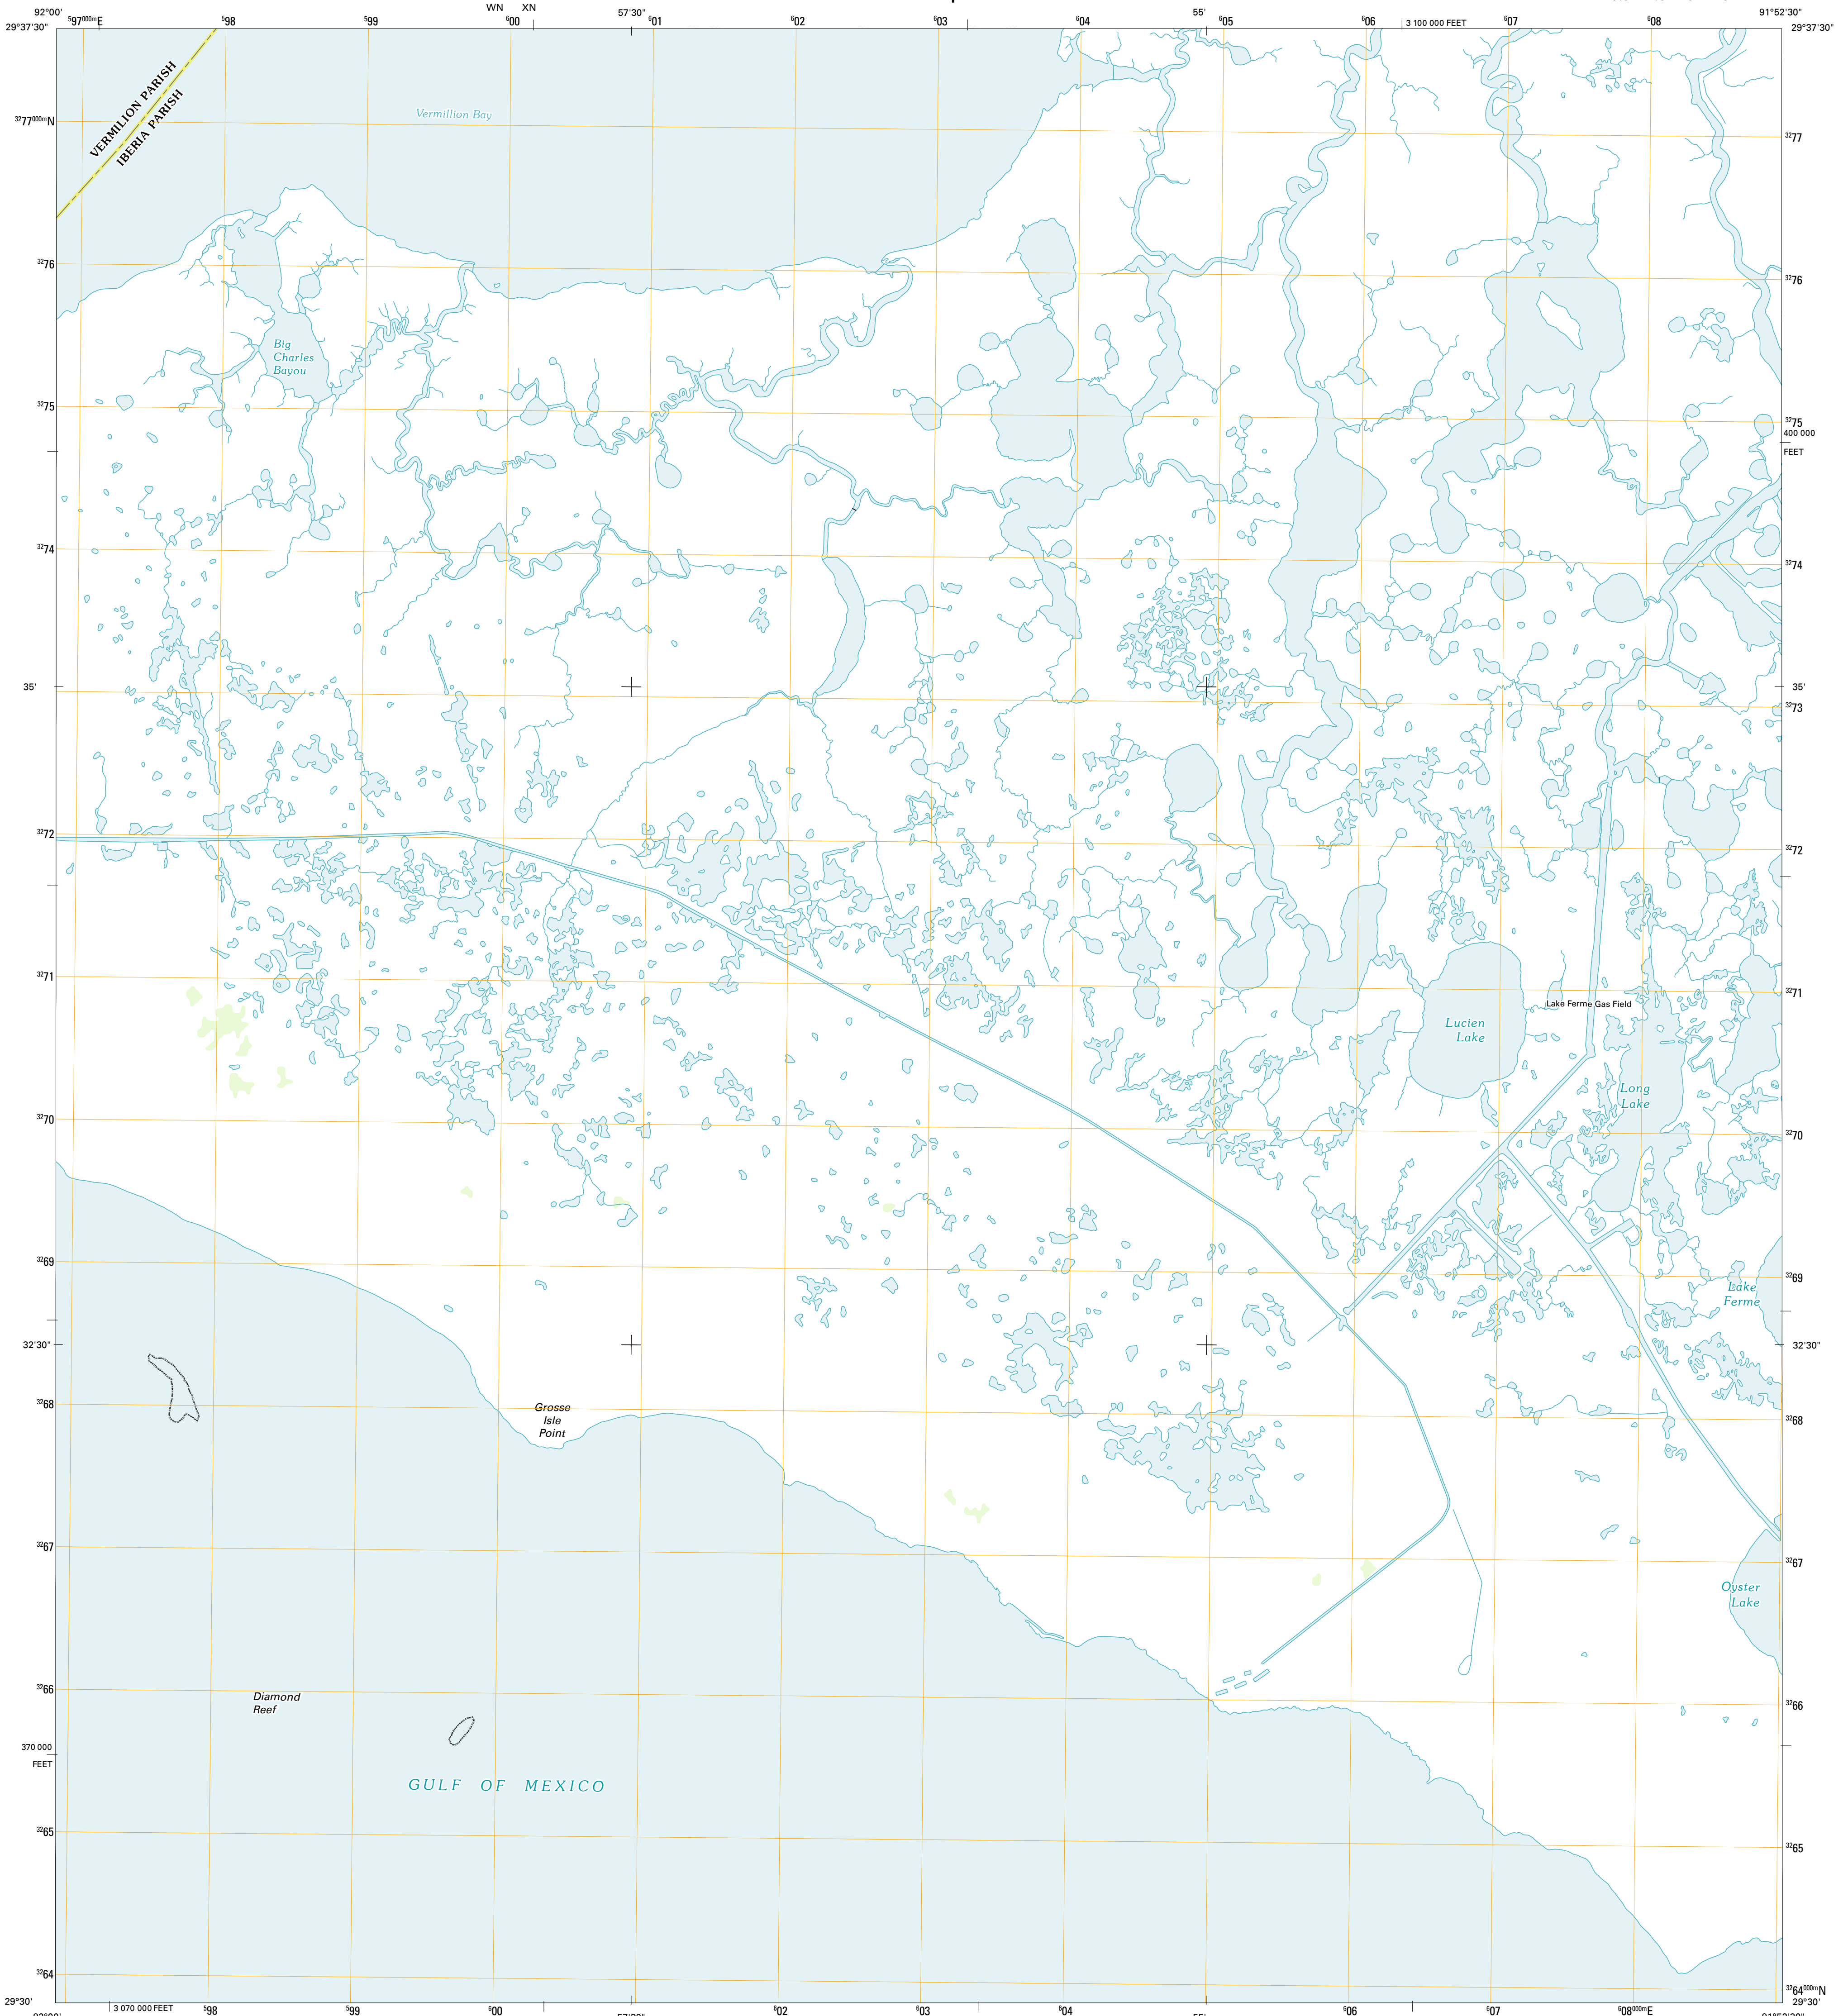 WN XN
92°00' ⁵97⁰⁰⁰ᵐE ⁵98 ⁵99 ⁶00 57'30" ⁶01 ⁶02 ⁶03 ⁶04 55' ⁶05 ⁶06 3 100 000 FEET ⁶07 ⁶08 91°52'30"
29°37'30" 29°37'30"
VERMILION PARISH
IBERIA PARISH
Vermillion Bay
³²77⁰⁰⁰ᵐN ³²77
³²76 ³²76
Big
Charles
Bayou
³²75 ³²75
400 000
FEET
³²74 ³²74
35' 35'
³²73
³²72 ³²72
³²71 ³²71
Lake Ferme Gas Field
Lucien
Lake
Long
Lake
³²70 ³²70
³²69 ³²69
Lake
Ferme
32'30" 32'30"
³²68 ³²68
Grosse
Isle
Point
³²67 ³²67
Oyster
Lake
³²66 ³²66
Diamond
Reef
370 000
FEET
GULF OF MEXICO
³²65 ³²65
³²64 ³²64⁰⁰⁰ᵐN
29°30' 29°30'
3 070 000 FEET ⁵98 ⁵99 ⁶00 ⁶02 ⁶03 ⁶04 ⁶06 ⁶07 ⁶08⁰⁰⁰ᵐE